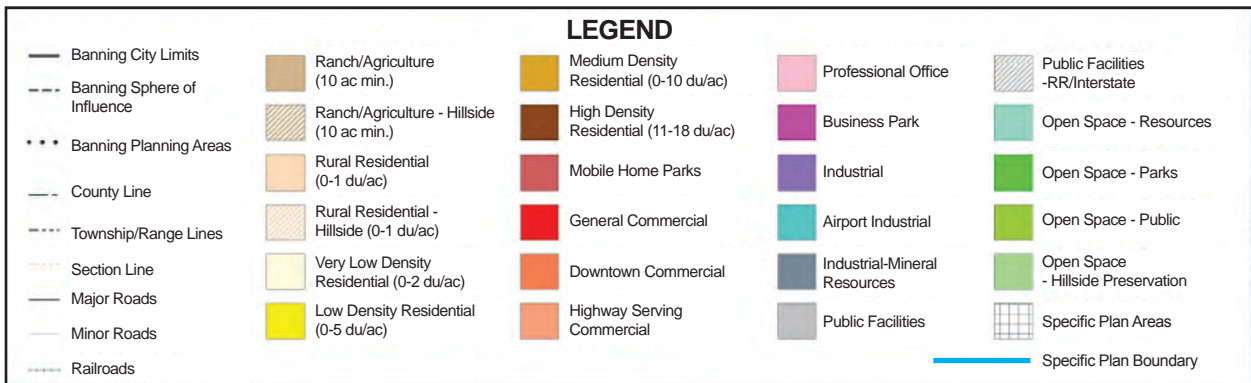 LEGEND
Banning City Limits
Banning Sphere of
Influence
Banning Planning Areas
County Line
Township/Range Lines
Section Line
Major Roads
Minor Roads
Railroads
Ranch/Agriculture
(10 ac min.)
Ranch/Agriculture - Hillside
(10 ac min.)
Rural Residential
(0-1 du/ac)
Rural Residential -
Hillside (0-1 du/ac)
Very Low Density
Residential (0-2 du/ac)
Low Density Residential
(0-5 du/ac)
Medium Density
Residential (0-10 du/ac)
High Density
Residential (11-18 du/ac)
Mobile Home Parks
General Commercial
Downtown Commercial
Highway Serving
Commercial
Professional Office
Business Park
Industrial
Airport Industrial
Industrial-Mineral
Resources
Public Facilities
Public Facilities
-RR/Interstate
Open Space - Resources
Open Space - Parks
Open Space - Public
Open Space
- Hillside Preservation
Specific Plan Areas
Specific Plan Boundary